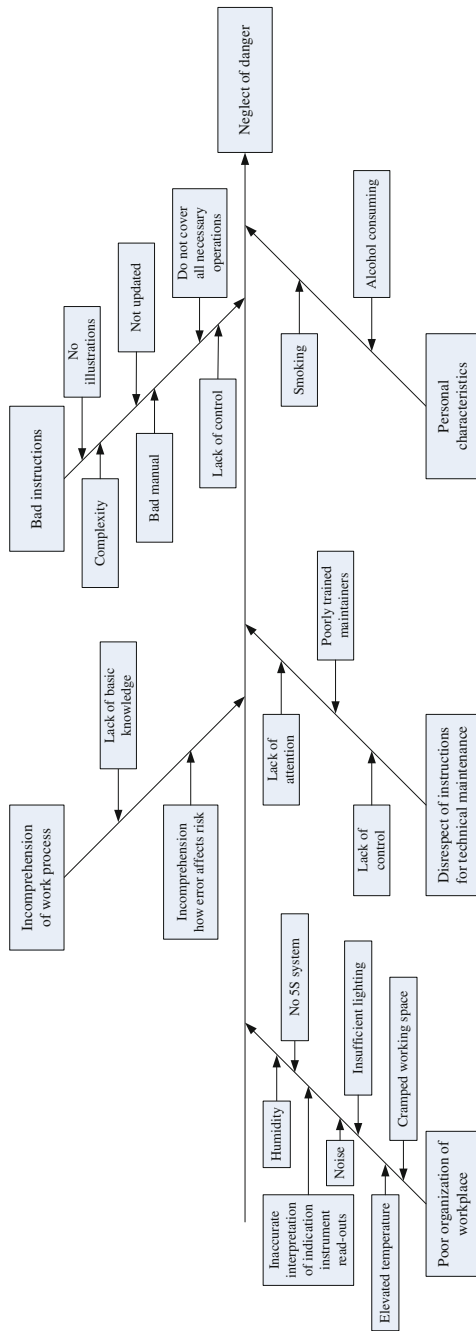 Incomprehension
of work process
Lack of basic
knowledge
Incomprehension
how error affects risk
Bad instructions
No
illustrations
Complexity
Not updated
Bad manual
Do not cover
all necessary
operations
Lack of control
Neglect of danger
Humidity
No 5S system
Inaccurate
interpretation
of indication
instrument
read-outs
Insufficient lighting
Noise
Cramped working space
Elevated temperature
Poor organization of
workplace
Lack of
attention
Poorly trained
maintainers
Lack of
control
Disrespect of instructions
for technical maintenance
Smoking
Alcohol consuming
Personal
characteristics